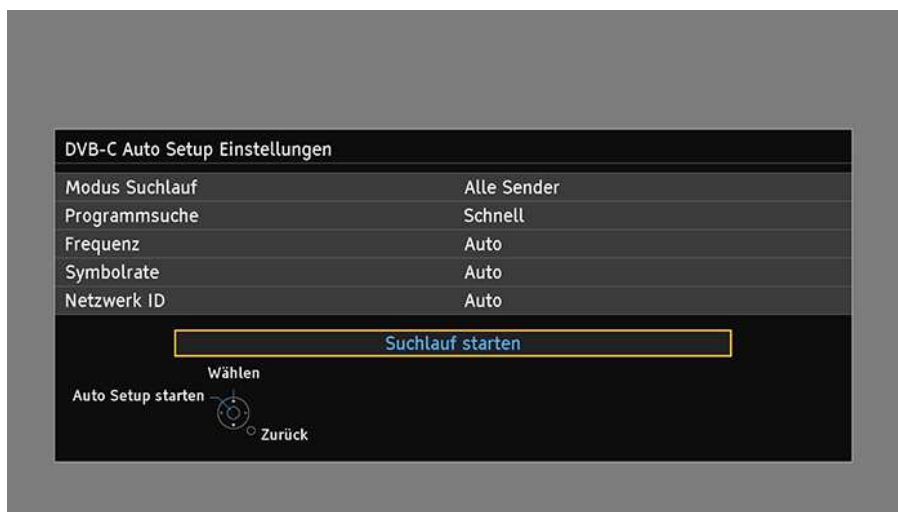 DVB-C Auto Setup Einstellungen
Modus Suchlauf Alle Sender
Programmsuche Schnell
Frequenz Auto
Symbolrate Auto
Netzwerk ID Auto
Suchlauf starten
Wählen
Auto Setup starten
Zurück